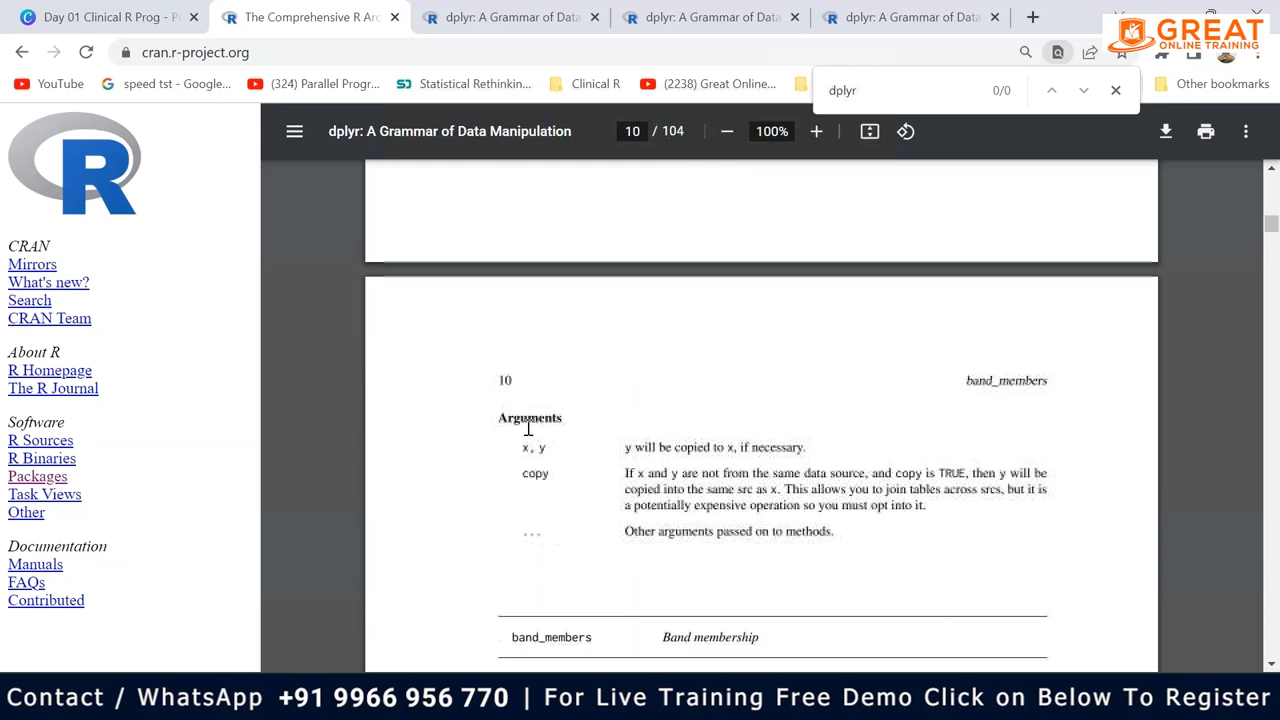 Day 01 Clinical R Prog - P
The Comprehensive R Arc
dplyr: A Grammar of Data
dplyr: A Grammar of Data
dplyr: A Grammar of Data
GREAT
ONLINE TRAINING
cran.r-project.org
YouTube
speed tst - Google...
(324) Parallel Progr...
Statistical Rethinkin...
Clinical R
(2238) Great Online...
Other bookmarks
dplyr
0/0
dplyr: A Grammar of Data Manipulation
10 / 104
100%
R
CRAN
Mirrors
What's new?
Search
CRAN Team
About R
R Homepage
The R Journal
Software
R Sources
R Binaries
Packages
Task Views
Other
Documentation
Manuals
FAQs
Contributed
10
band_members
Arguments
x, y
y will be copied to x, if necessary.
copy
If x and y are not from the same data source, and copy is TRUE, then y will be
copied into the same src as x. This allows you to join tables across srcs, but it is
a potentially expensive operation so you must opt into it.
...
Other arguments passed on to methods.
band_members
Band membership
Contact / WhatsApp +91 9966 956 770 | For Live Training Free Demo Click on Below To Register